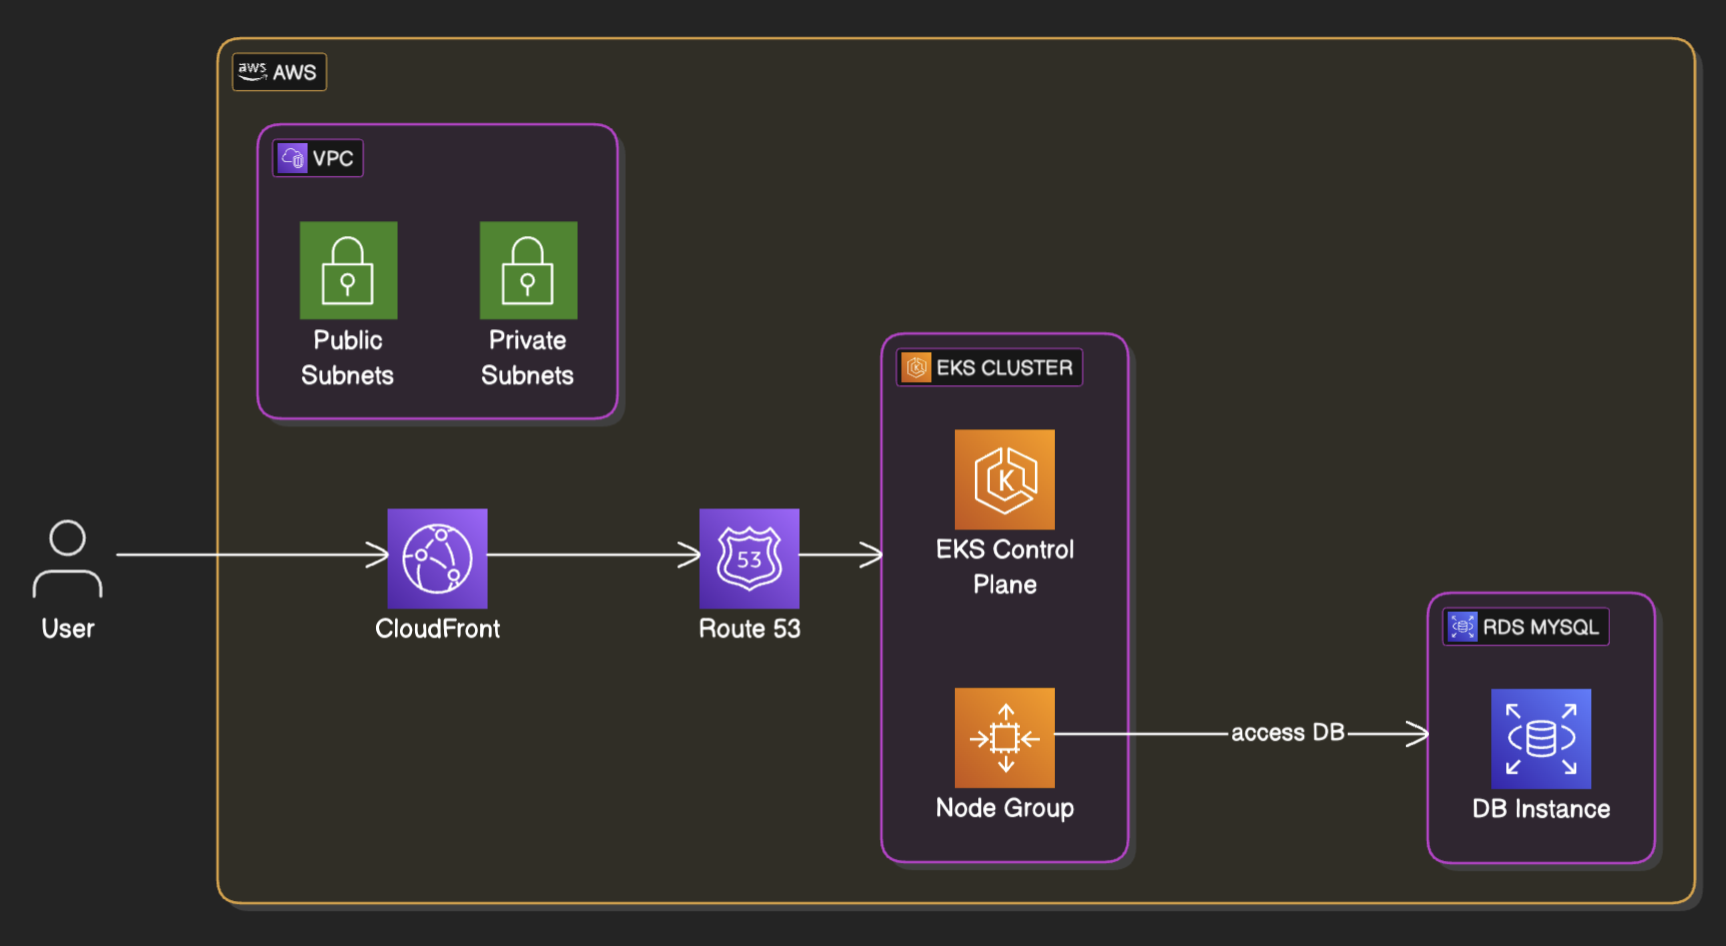 aws AWS
VPC
Public
Subnets
Private
Subnets
EKS CLUSTER
K
EKS Control
Plane
User
CloudFront
53
Route 53
RDS MYSQL
access DB
Node Group
DB Instance